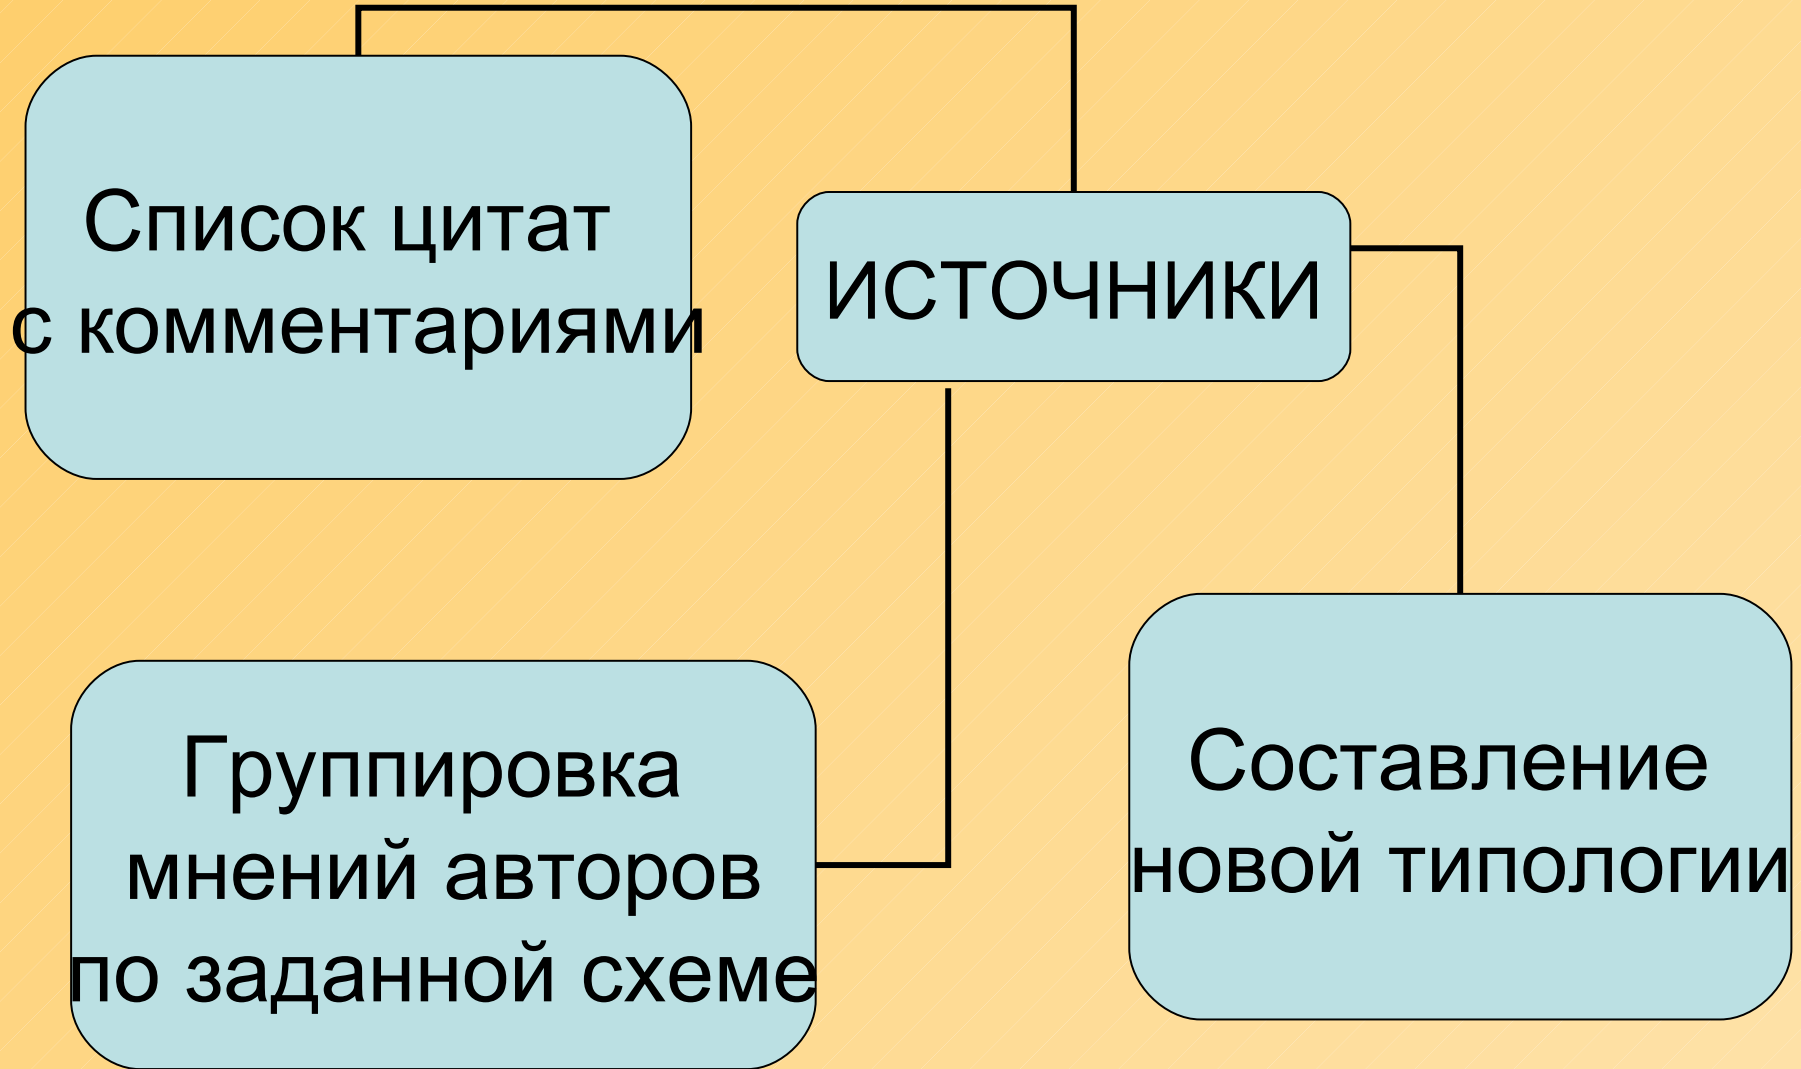 Список цитат
с комментариями
ИСТОЧНИКИ
Группировка
мнений авторов
по заданной схеме
Составление
новой типологии